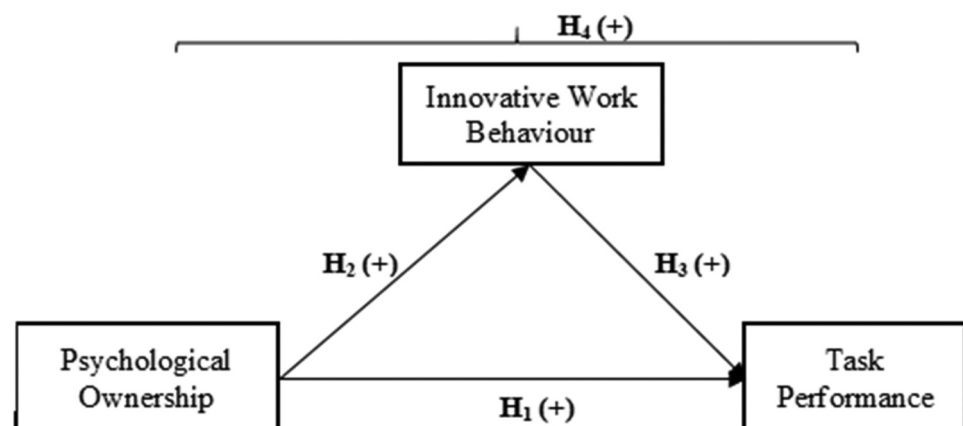 H₄ (+)
Innovative Work
Behaviour
H₂ (+)
H₃ (+)
Psychological
Ownership
Task
Performance
H₁ (+)